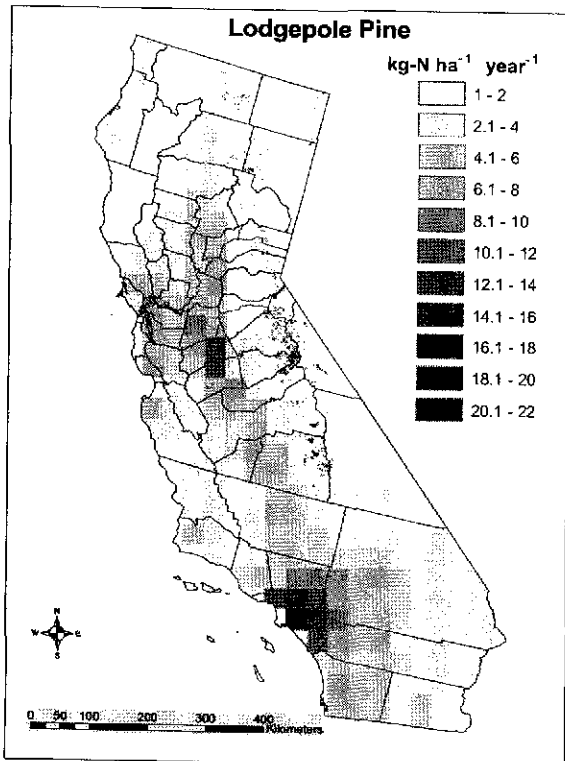 Lodgepole Pine
kg-N ha⁻¹ year⁻¹
1 - 2
2.1 - 4
4.1 - 6
6.1 - 8
8.1 - 10
10.1 - 12
12.1 - 14
14.1 - 16
16.1 - 18
18.1 - 20
20.1 - 22
N
W E
S
0 50 100 200 300 400
Kilometers